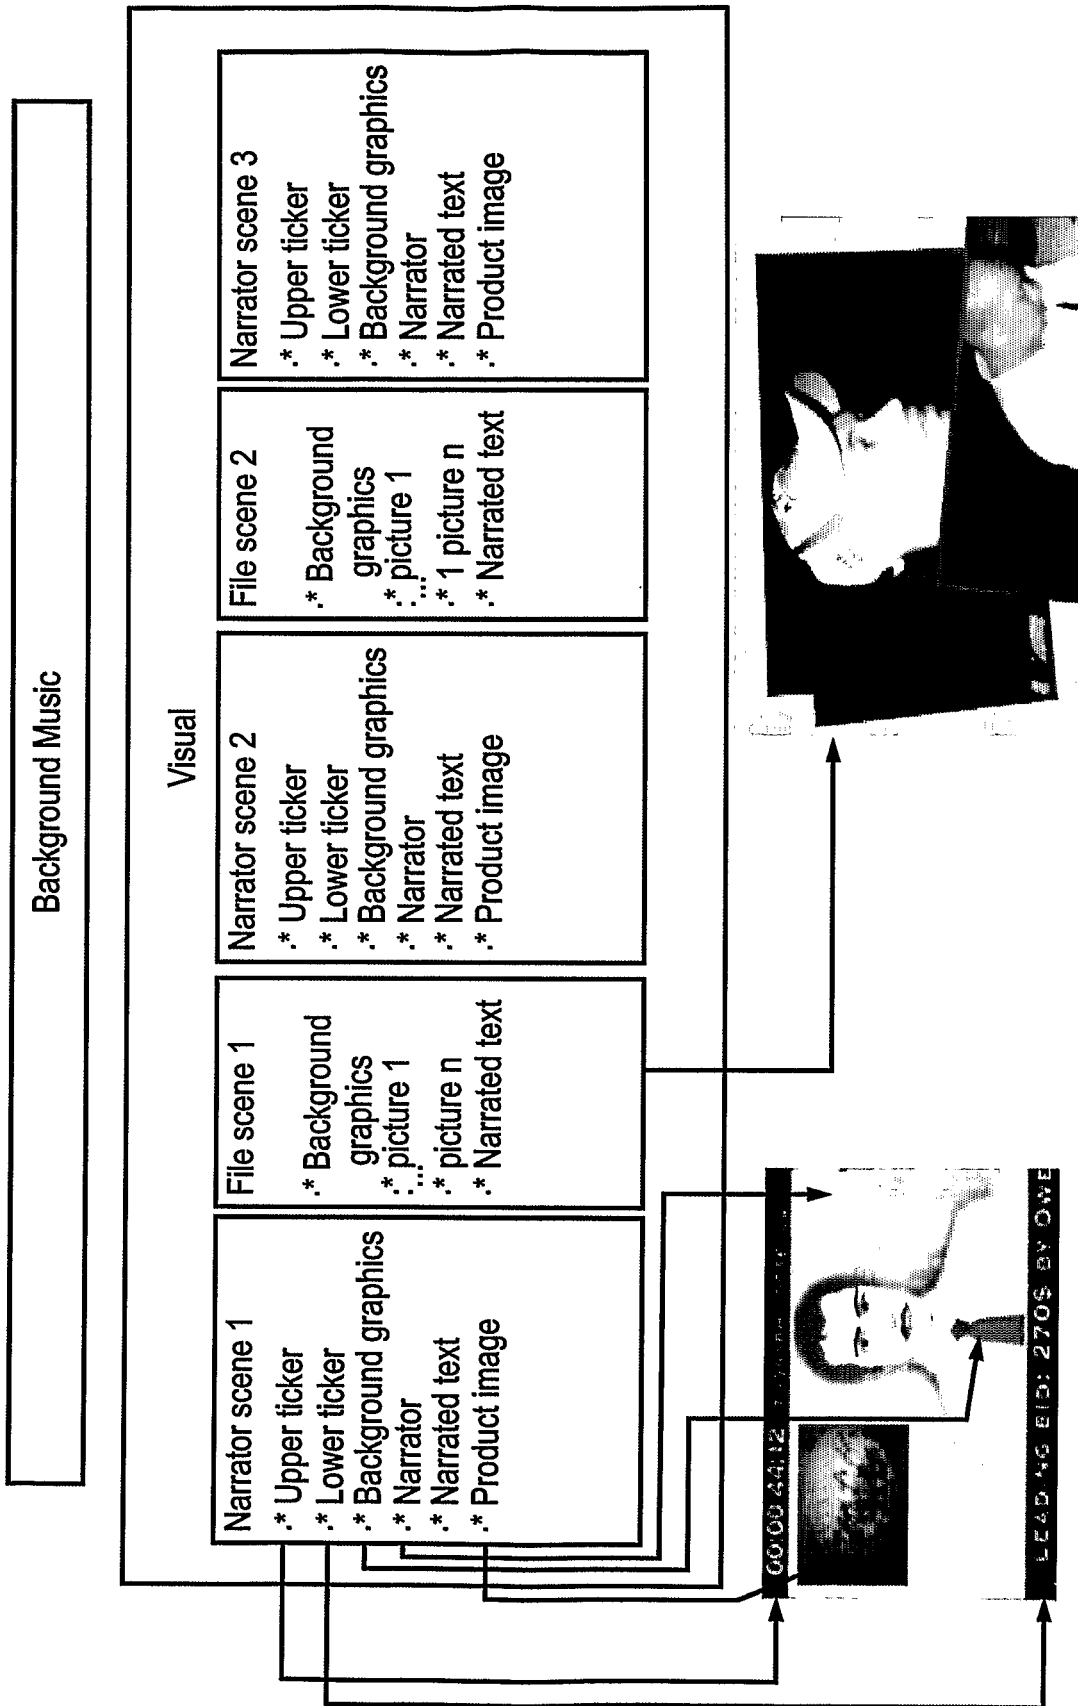 Background Music
Visual
Narrator scene 1
.* Upper ticker
.* Lower ticker
.* Background graphics
.* Narrator
.* Narrated text
.* Product image
File scene 1
.* Background
graphics
.* picture 1
...
.* picture n
.* Narrated text
Narrator scene 2
.* Upper ticker
.* Lower ticker
.* Background graphics
.* Narrator
.* Narrated text
.* Product image
File scene 2
.* Background
graphics
.* picture 1
...
.* 1 picture n
.* Narrated text
Narrator scene 3
.* Upper ticker
.* Lower ticker
.* Background graphics
.* Narrator
.* Narrated text
.* Product image
00:00:44:12
LEADING BID: 270$ BY OWE